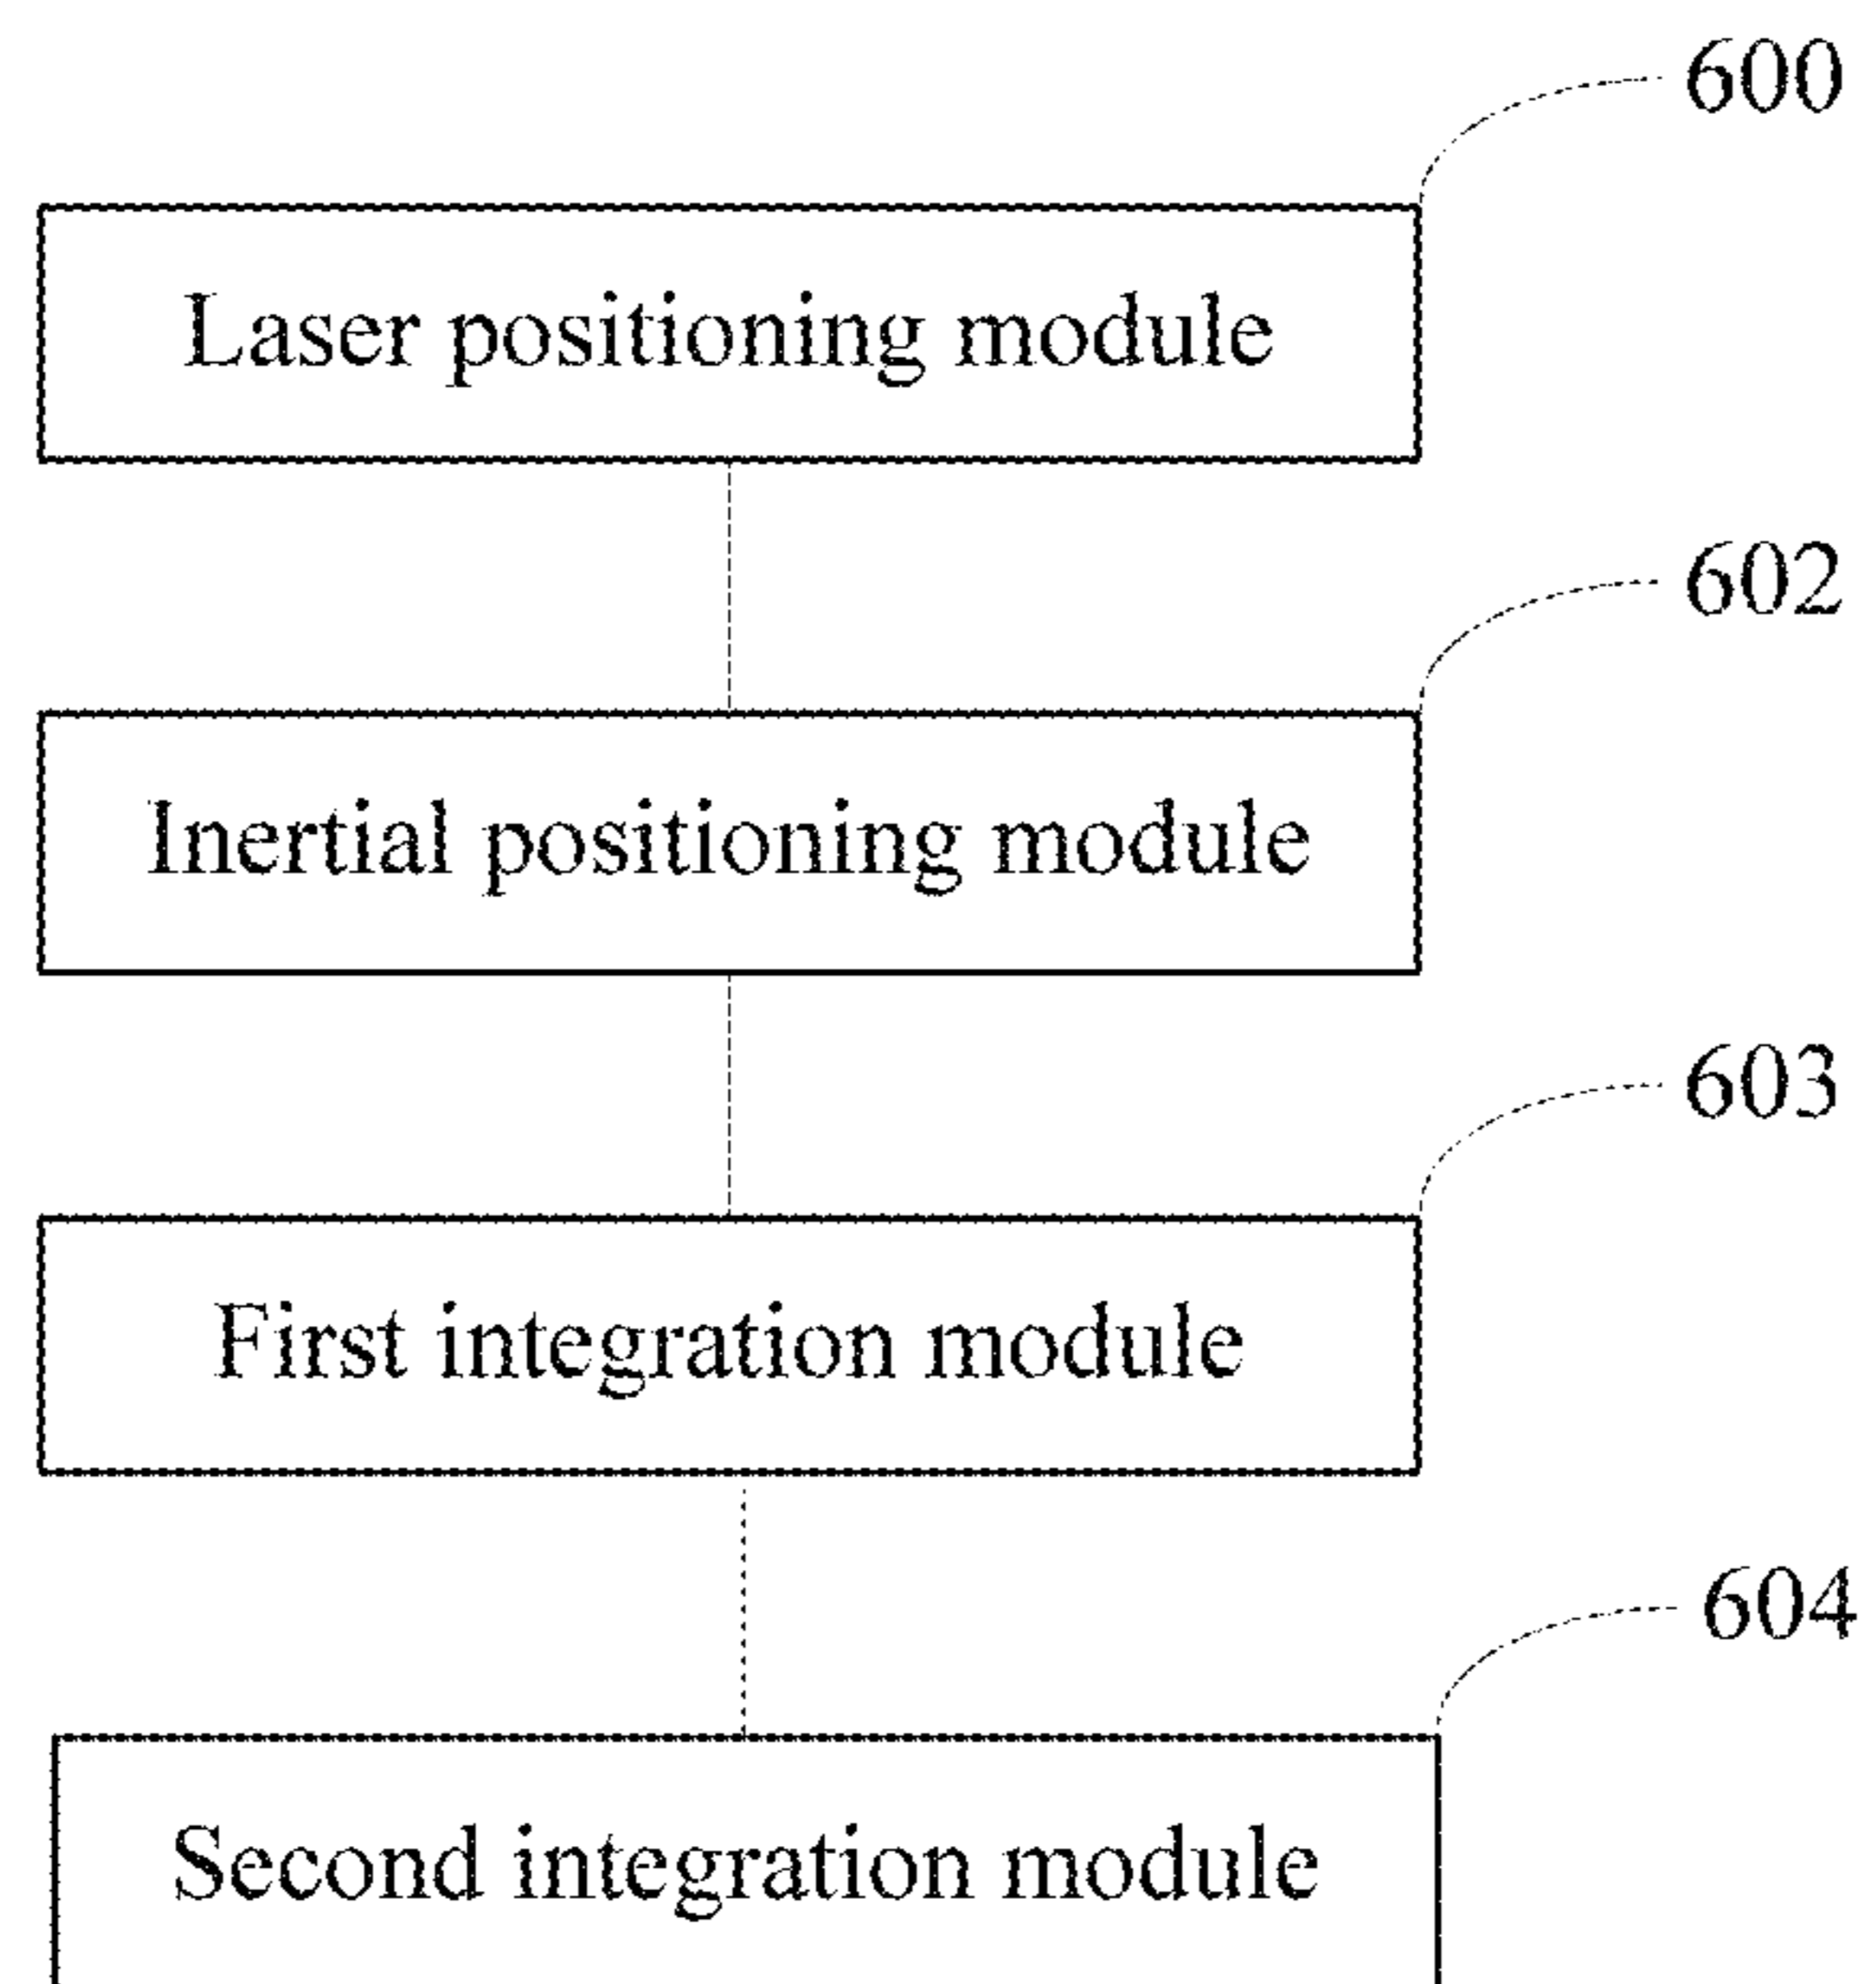 600
Laser positioning module
602
Inertial positioning module
603
First integration module
604
Second integration module